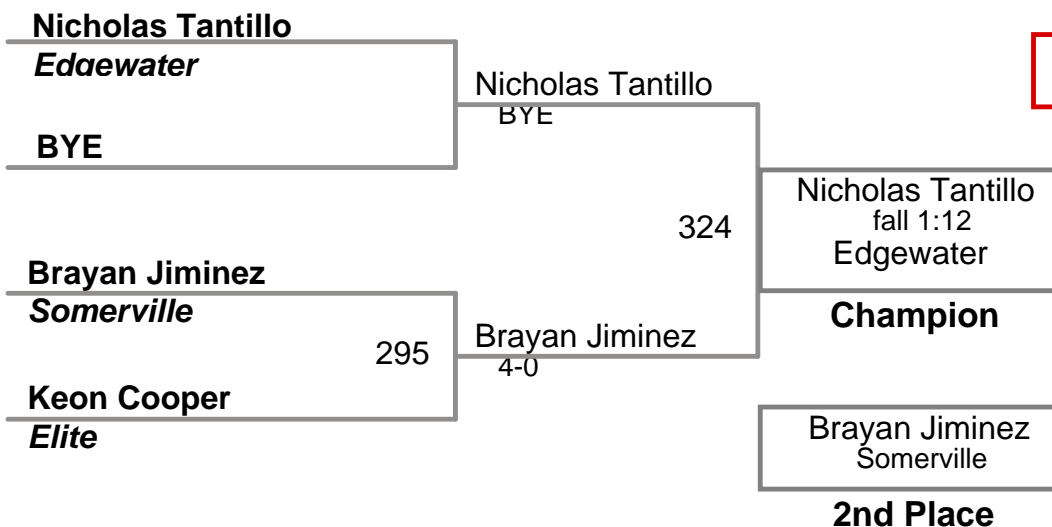 Nicholas Tantillo
Edgewater
Nicholas Tantillo
BYE
BYE
Nicholas Tantillo
fall 1:12
Edgewater
324
Champion
Brayan Jiminez
Somerville
295
Brayan Jiminez
4-0
Keon Cooper
Elite
Brayan Jiminez
Somerville
2nd Place